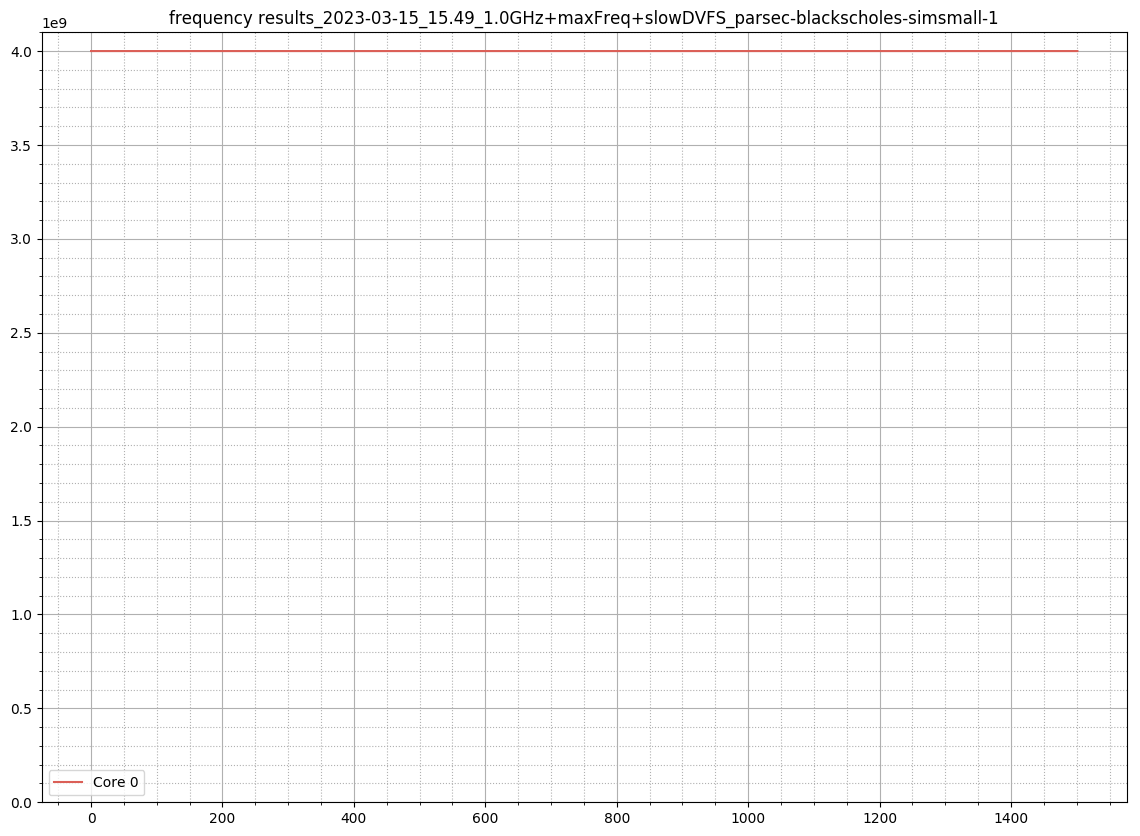 frequency results_2023-03-15_15.49_1.0GHz+maxFreq+slowDVFS_parsec-blackscholes-simsmall-1
1e9
4.0
3.5
3.0
2.5
2.0
1.5
1.0
0.5
0.0
Core 0
0 200 400 600 800 1000 1200 1400